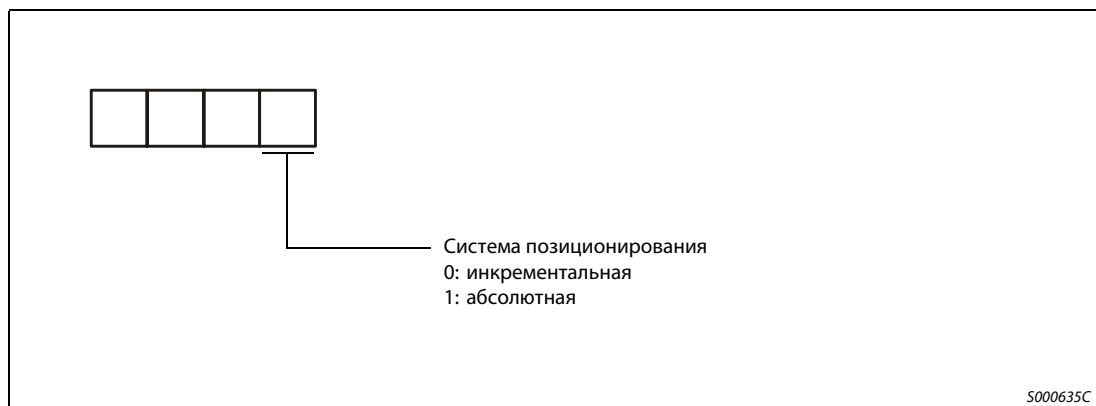 Система позиционирования
0: инкрементальная
1: абсолютная
S000635C